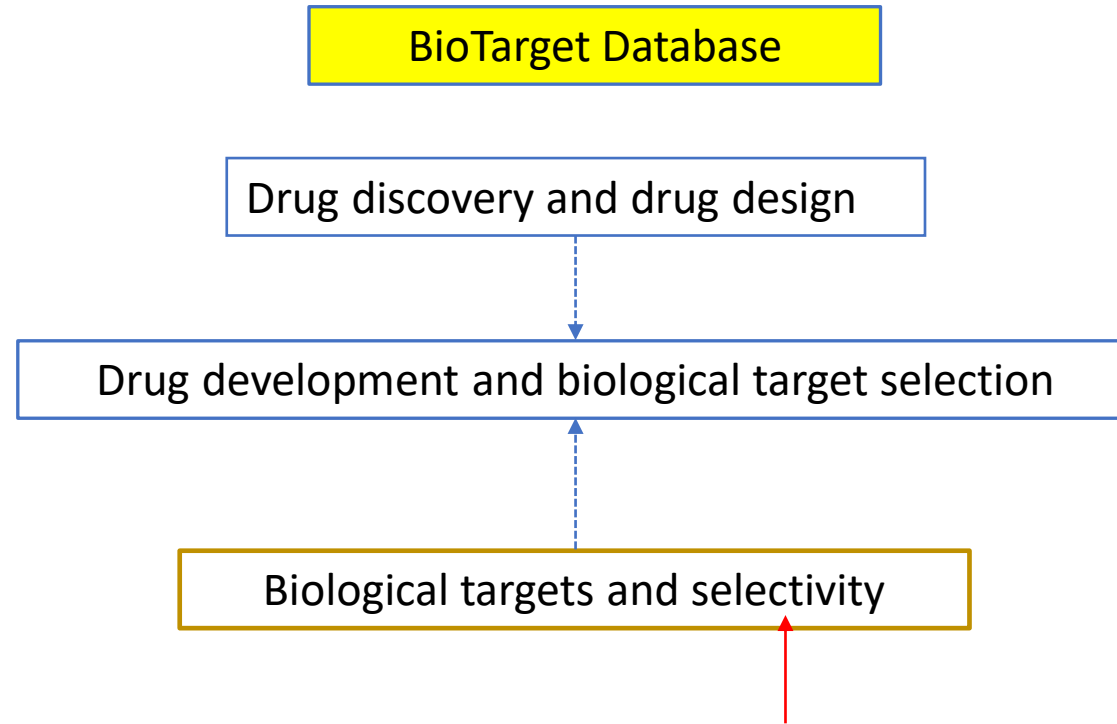 BioTarget Database
Drug discovery and drug design
Drug development and biological target selection
Biological targets and selectivity